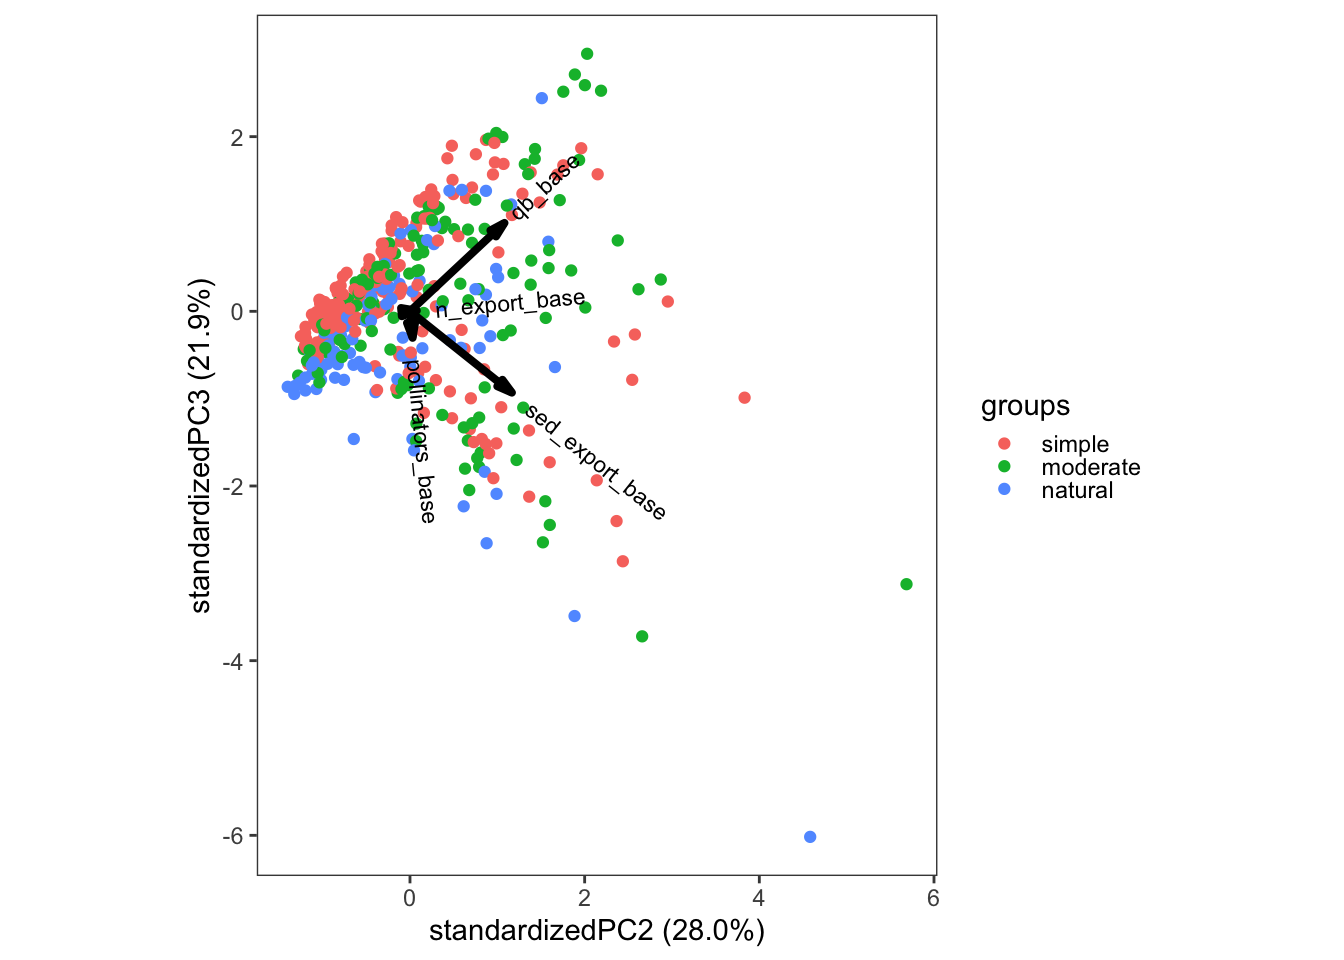 2
0
-2
-4
-6
0
2
4
6
standardizedPC2 (28.0%)
standardizedPC3 (21.9%)
qb_base
n_export_base
sed_export_base
pollinators_base
groups
simple
moderate
natural